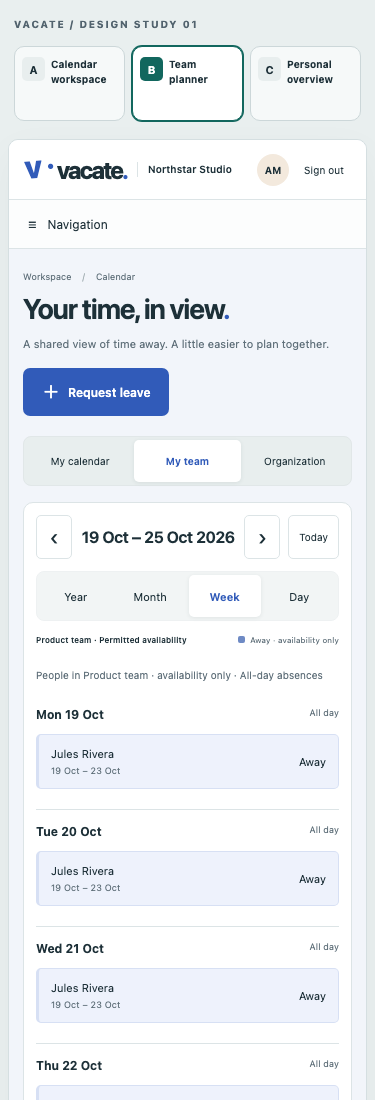 VACATE / DESIGN STUDY 01
A Calendar workspace
B Team planner
C Personal overview
V vacate. Northstar Studio AM Sign out
≡ Navigation
Workspace / Calendar
Your time, in view.
A shared view of time away. A little easier to plan together.
+ Request leave
My calendar My team Organization
‹ 19 Oct – 25 Oct 2026 › Today
Year Month Week Day
Product team · Permitted availability Away · availability only
People in Product team · availability only · All-day absences
Mon 19 Oct All day
Jules Rivera
19 Oct – 23 Oct
Away
Tue 20 Oct All day
Jules Rivera
19 Oct – 23 Oct
Away
Wed 21 Oct All day
Jules Rivera
19 Oct – 23 Oct
Away
Thu 22 Oct All day